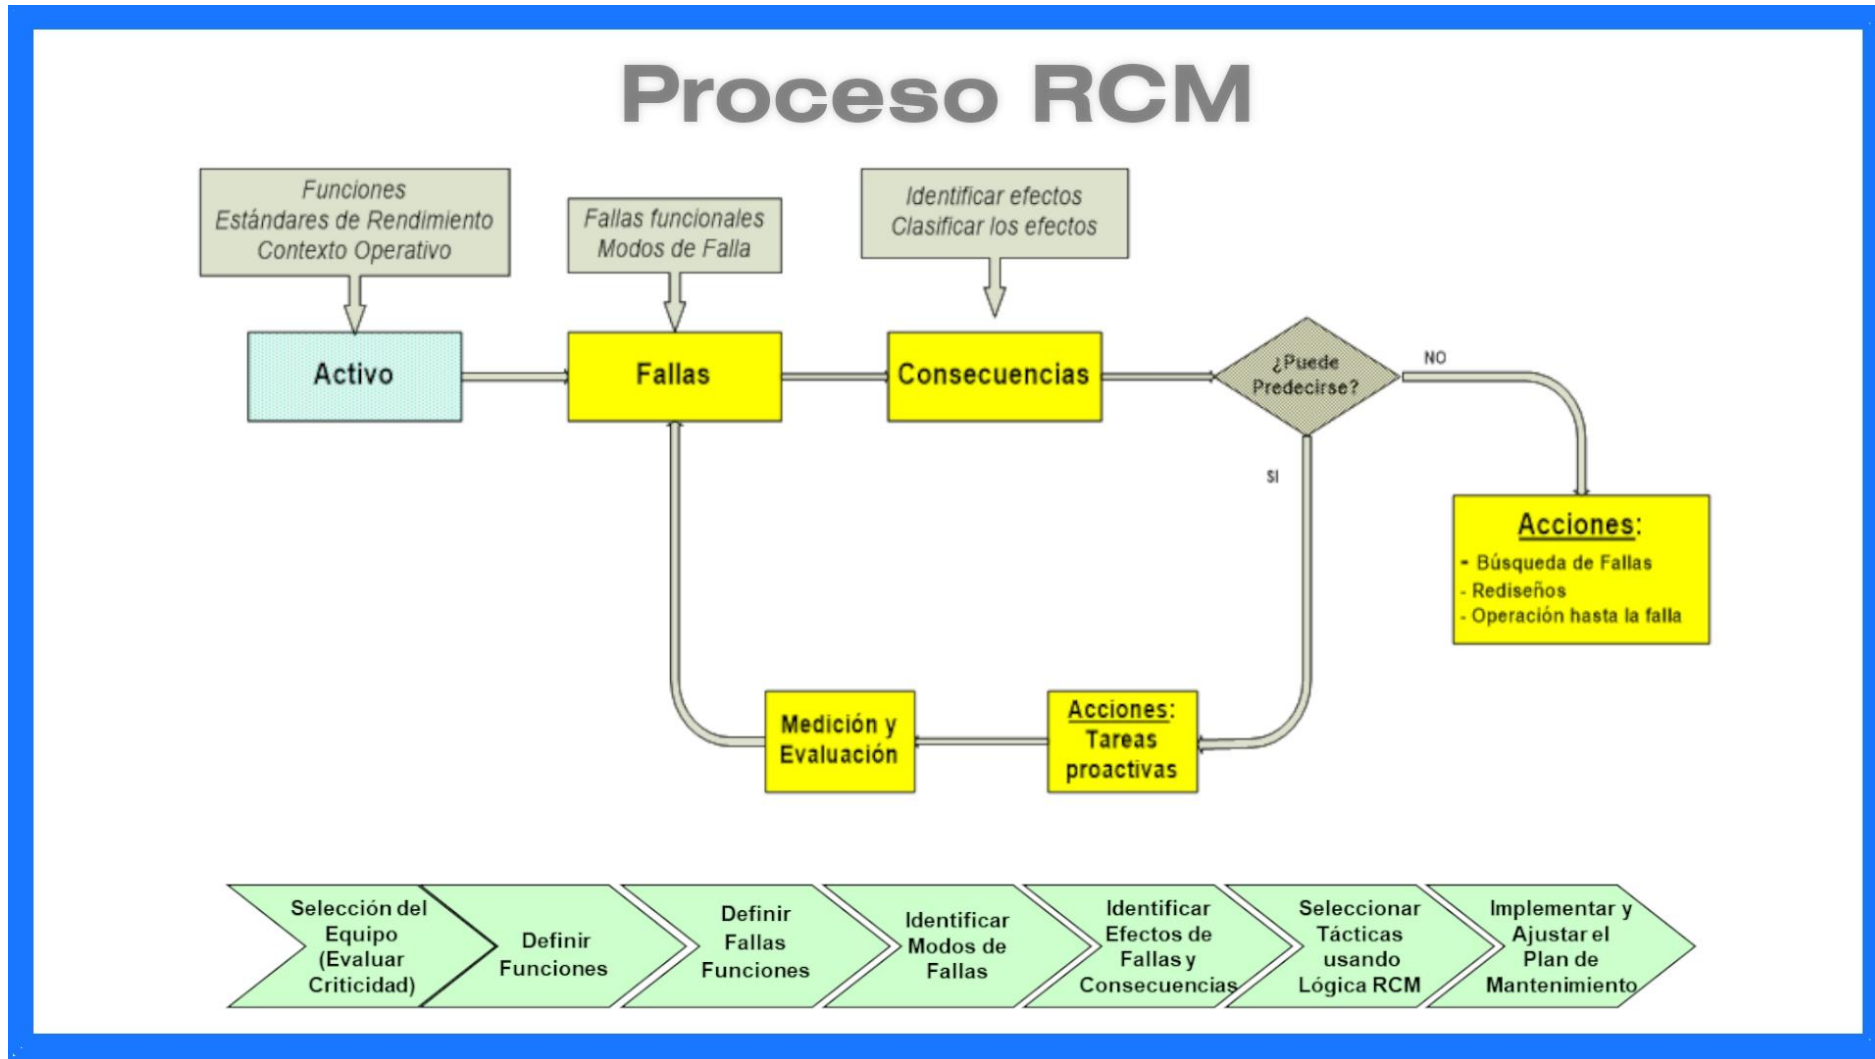 Proceso RCM
Funciones
Estándares de Rendimiento
Contexto Operativo
Fallas funcionales
Modos de Falla
Identificar efectos
Clasificar los efectos
Activo
Fallas
Consecuencias
¿Puede
Predecirse?
NO
SI
Acciones:
- Búsqueda de Fallas
- Rediseños
- Operación hasta la falla
Medición y
Evaluación
Acciones:
Tareas
proactivas
Selección del
Equipo
(Evaluar
Criticidad)
Definir
Funciones
Definir
Fallas
Funciones
Identificar
Modos de
Fallas
Identificar
Efectos de
Fallas y
Consecuencias
Seleccionar
Tácticas
usando
Lógica RCM
Implementar y
Ajustar el
Plan de
Mantenimiento